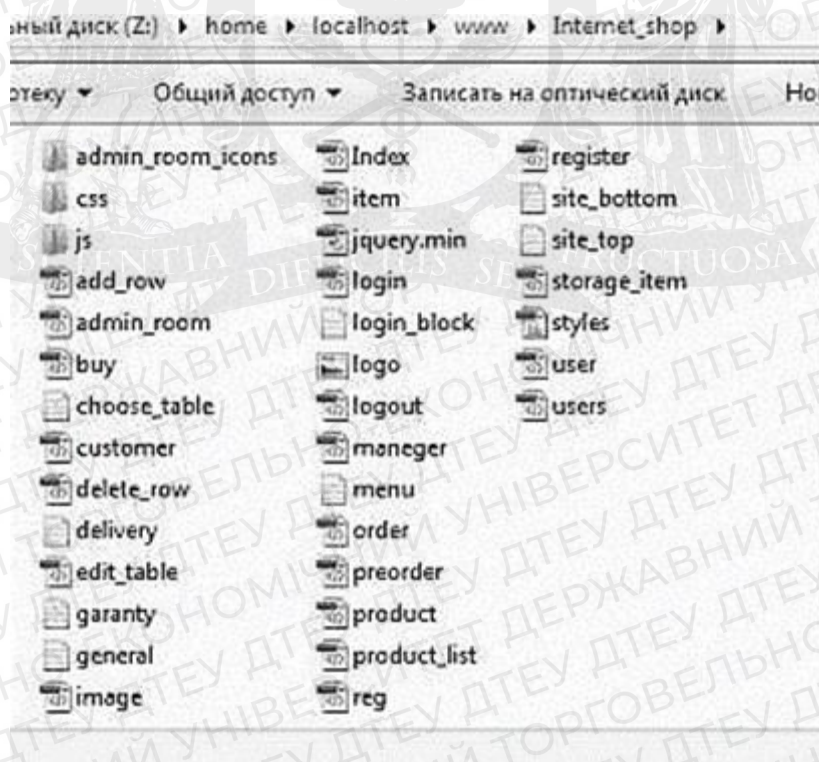 ный диск (Z:) ▸ home ▸ localhost ▸ www ▸ Internet_shop ▸
отеку ▾ Общий доступ ▾ Записать на оптический диск Но
admin_room_icons
css
js
add_row
admin_room
buy
choose_table
customer
delete_row
delivery
edit_table
garanty
general
image
Index
item
jquery.min
login
login_block
logo
logout
maneger
menu
order
preorder
product
product_list
reg
register
site_bottom
site_top
storage_item
styles
user
users